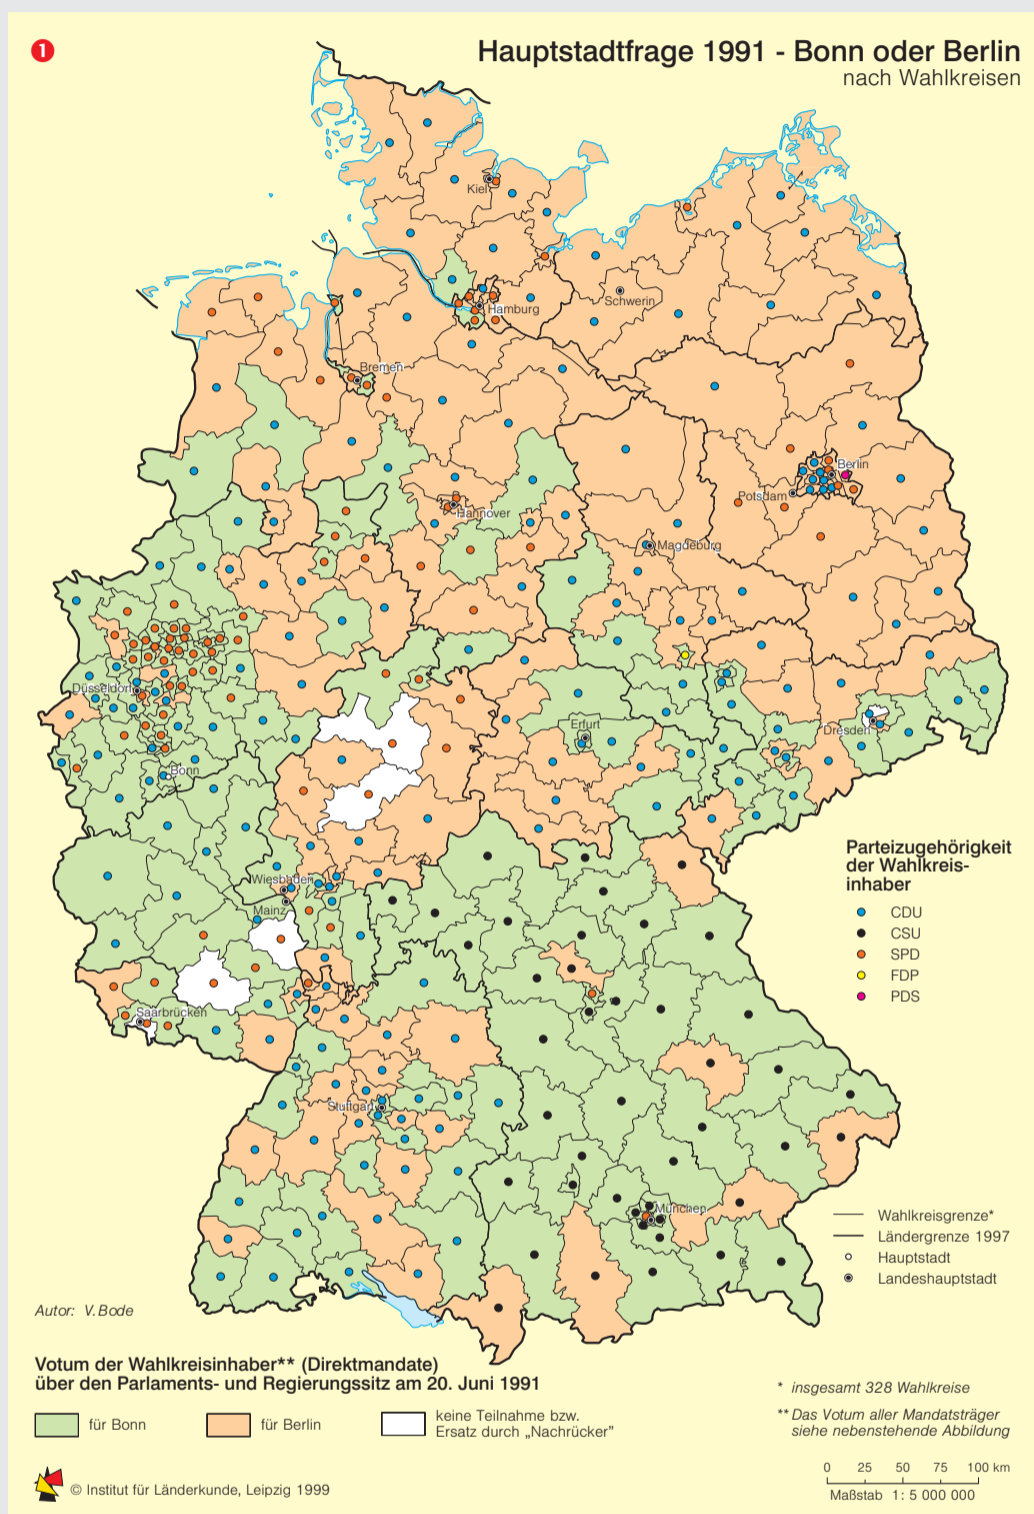 1
Hauptstadtfrage 1991 - Bonn oder Berlin
nach Wahlkreisen
Kiel
Schwerin
Hamburg
Bremen
Berlin
Potsdam
Hannover
Magdeburg
Düsseldorf
Erfurt
Dresden
Bonn
Wiesbaden
Mainz
Saarbrücken
Stuttgart
München
Parteizugehörigkeit
der Wahlkreis-
inhaber
CDU
CSU
SPD
FDP
PDS
Wahlkreisgrenze*
Ländergrenze 1997
Hauptstadt
Landeshauptstadt
Autor: V. Bode
Votum der Wahlkreisinhaber** (Direktmandate)
über den Parlaments- und Regierungssitz am 20. Juni 1991
für Bonn
für Berlin
keine Teilnahme bzw.
Ersatz durch „Nachrücker”
* insgesamt 328 Wahlkreise
** Das Votum aller Mandatsträger
siehe nebenstehende Abbildung
© Institut für Länderkunde, Leipzig 1999
0 25 50 75 100 km
Maßstab 1: 5 000 000